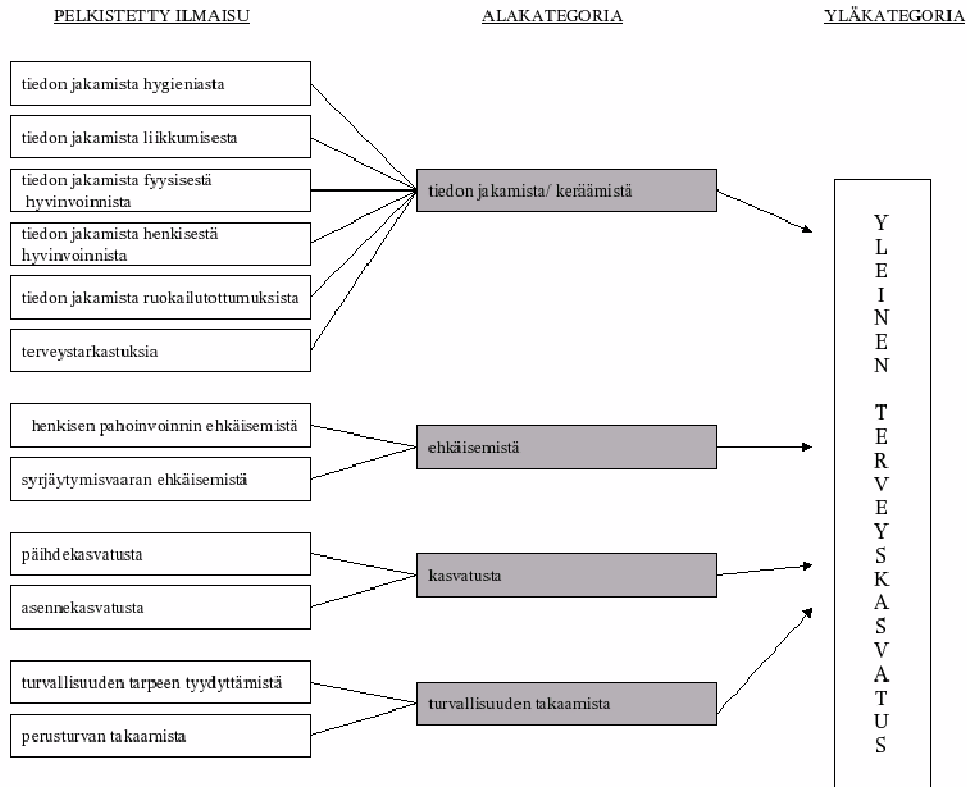 PELKISTETTY ILMAISU
ALAKATEGORIA
YLÄKATEGORIA
tiedon jakamista hygieniasta
tiedon jakamista liikkumisesta
tiedon jakamista fyysisestä
hyvinvoinnista
tiedon jakamista henkisestä
hyvinvoinnista
tiedon jakamista ruokailutottumuksista
terveystarkastuksia
tiedon jakamista/ keräämistä
henkisen pahoinvoinnin ehkäisemistä
syrjäytymisvaaran ehkäisemistä
ehkäisemistä
päihdekasvatusta
asennekasvatusta
kasvatusta
turvallisuuden tarpeen tyydyttämistä
perusturvan takaamista
turvallisuuden takaamista
YLEINEN TERVEYSKASVATUS